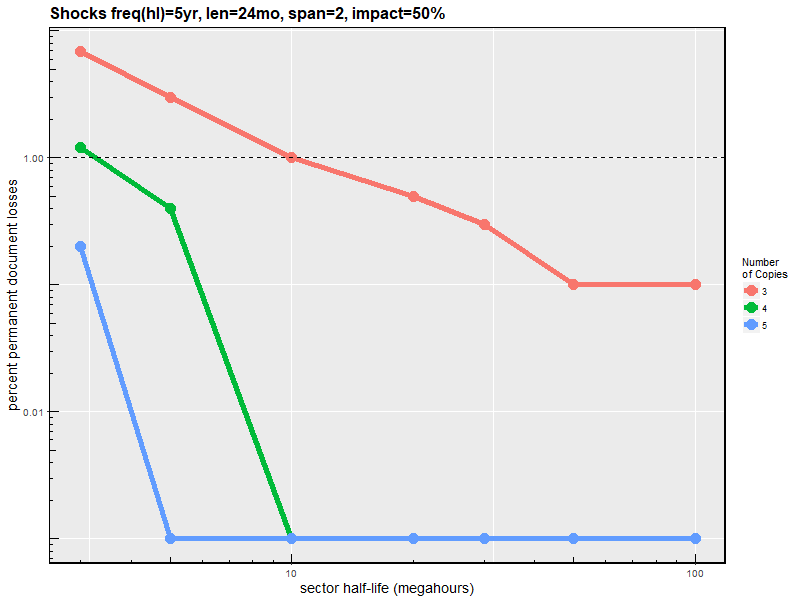 Shocks freq(hl)=5yr, len=24mo, span=2, impact=50%
percent permanent document losses
1.00
0.01
10
100
sector half-life (megahours)
Number
of Copies
3
4
5